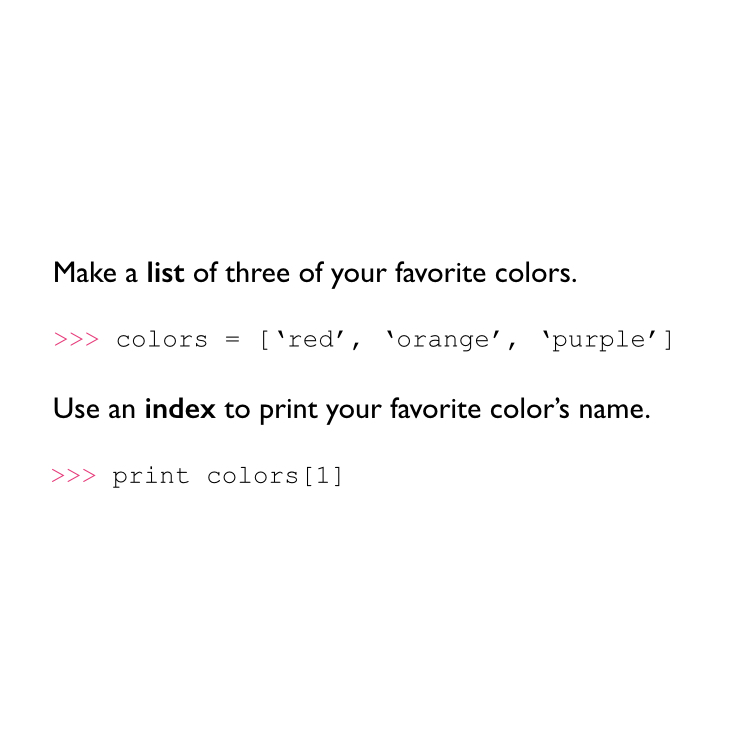 Make a list of three of your favorite colors.
>>> colors = [‘red’, ‘orange’, ‘purple’]
Use an index to print your favorite color’s name.
>>> print colors[1]